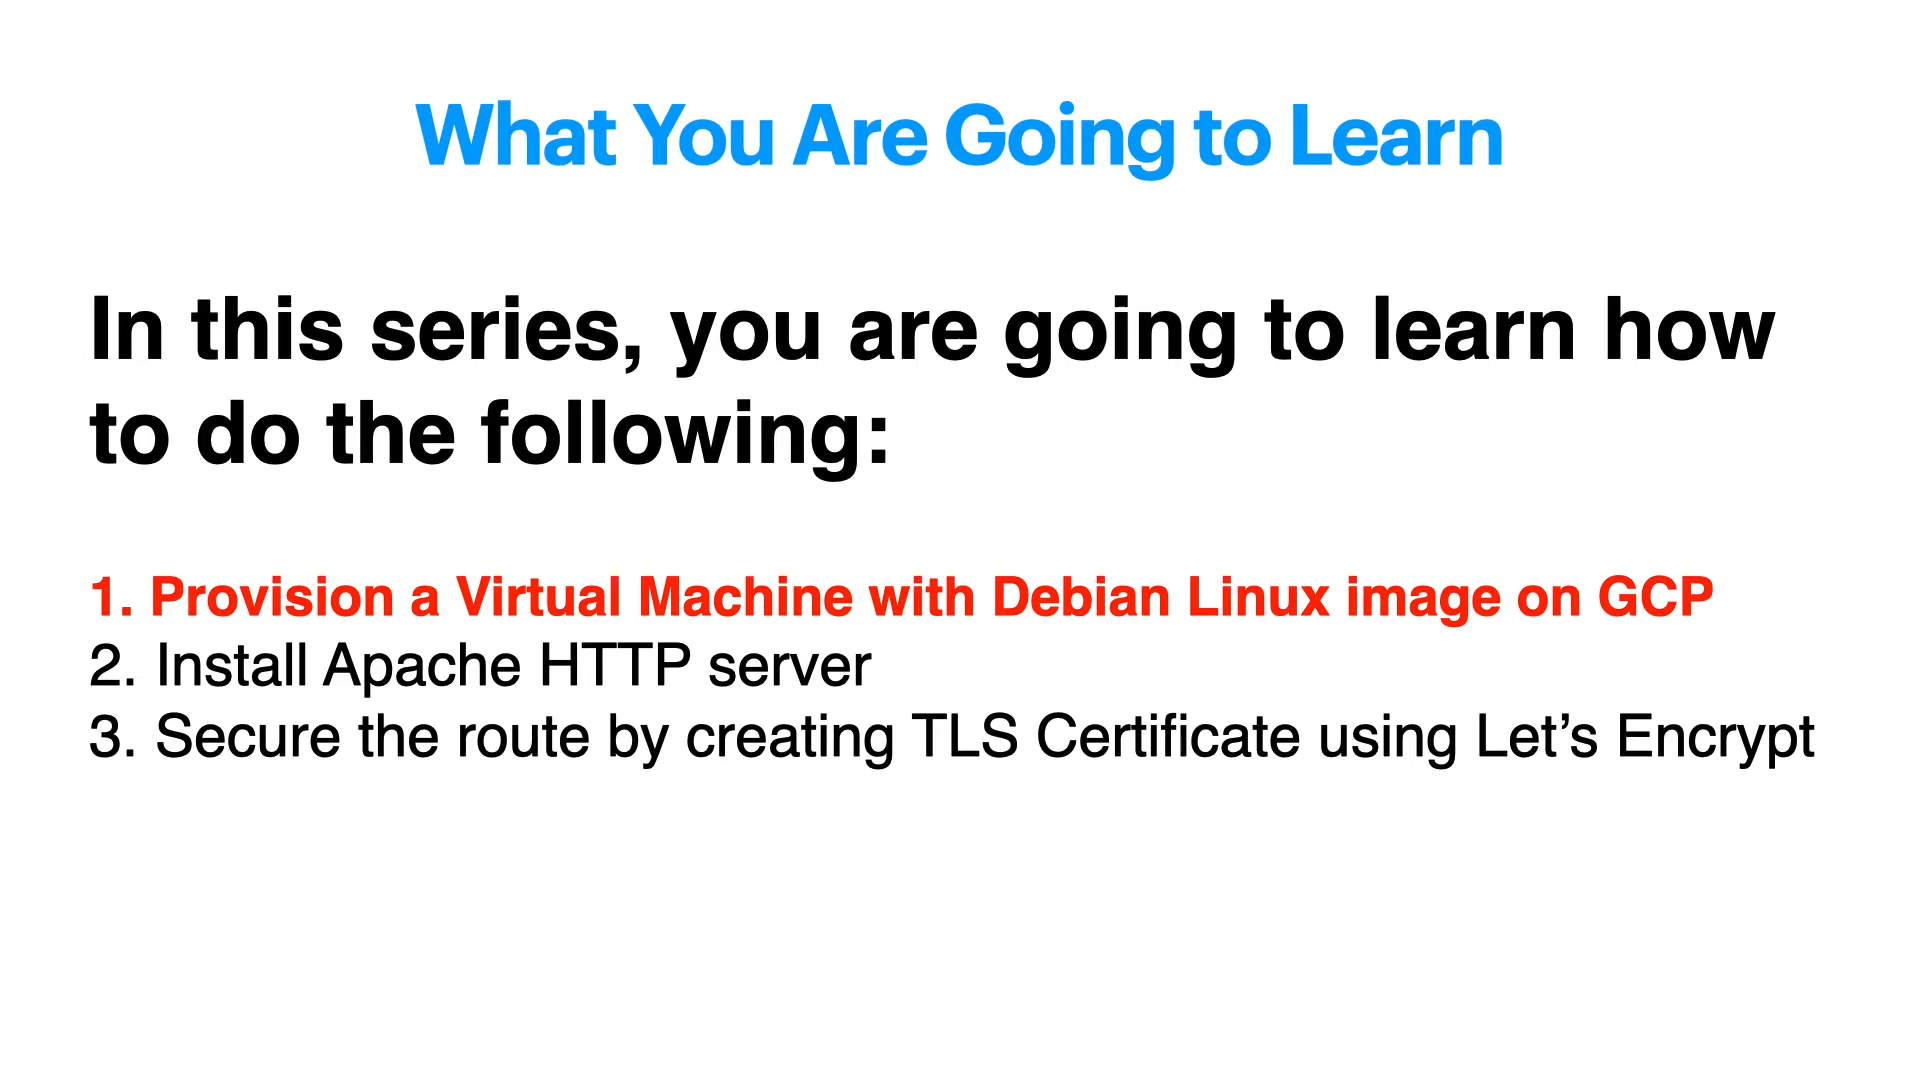 What You Are Going to Learn
In this series, you are going to learn how
to do the following:
1. Provision a Virtual Machine with Debian Linux image on GCP
2. Install Apache HTTP server
3. Secure the route by creating TLS Certificate using Let’s Encrypt